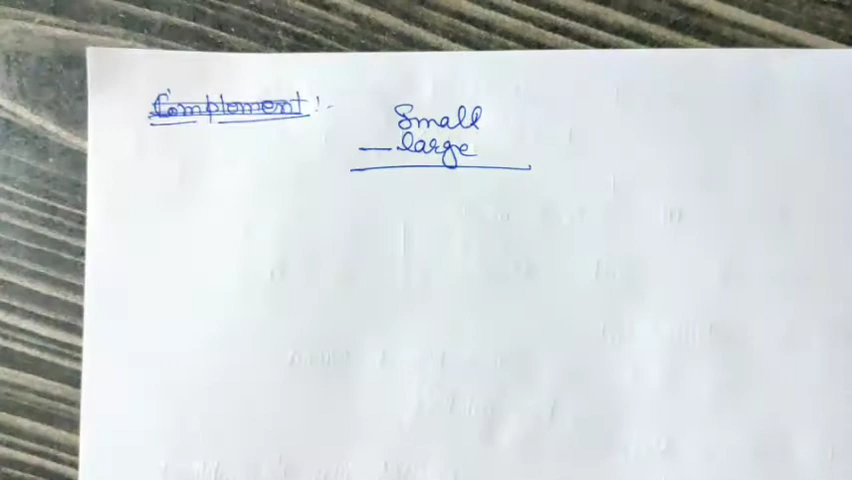 Complement :-
Small
— large